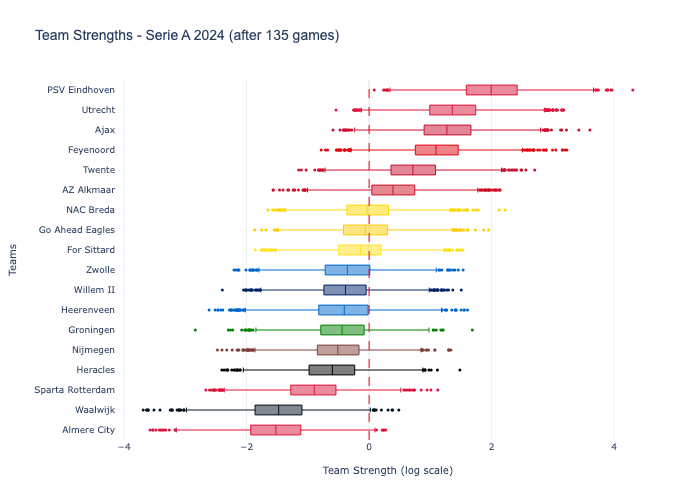 Team Strengths - Serie A 2024 (after 135 games)
PSV Eindhoven
Utrecht
Ajax
Feyenoord
Twente
AZ Alkmaar
NAC Breda
Go Ahead Eagles
For Sittard
Zwolle
Willem II
Heerenveen
Groningen
Nijmegen
Heracles
Sparta Rotterdam
Waalwijk
Almere City
Teams
−4 −2 0 2 4
Team Strength (log scale)